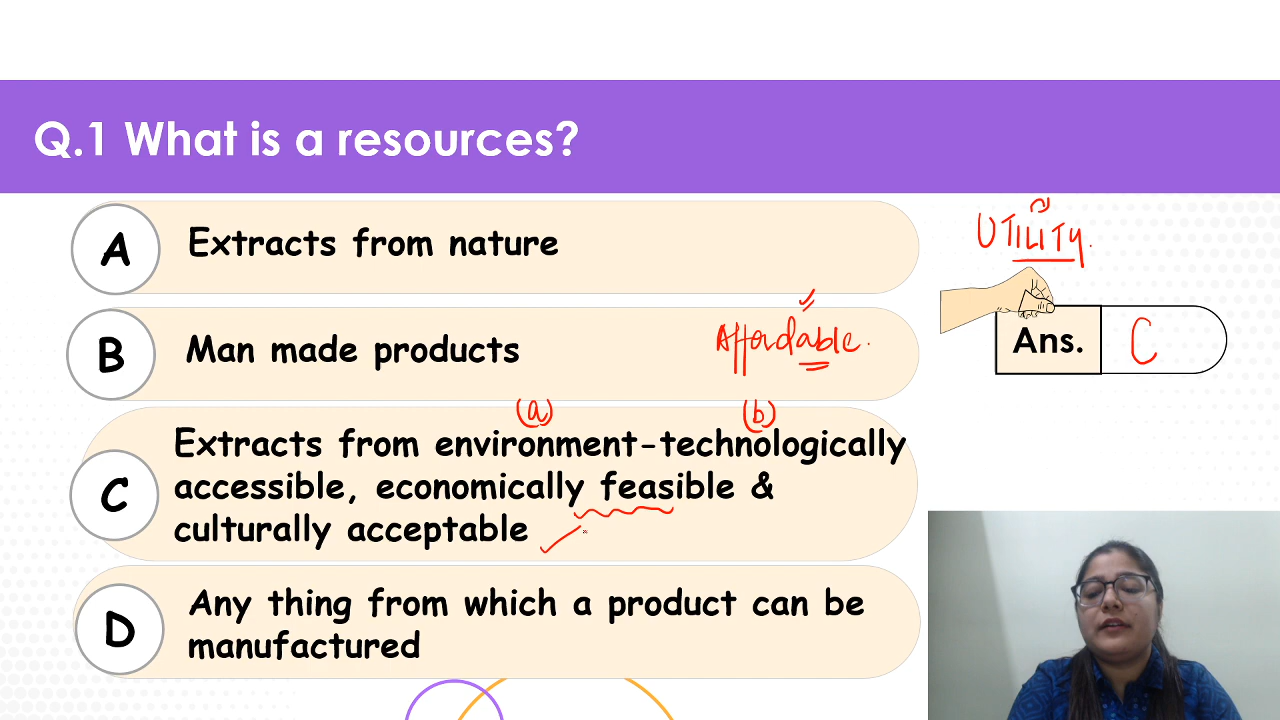 Q.1 What is a resources?
A
Extracts from nature
UTILITY.
B
Man made products
Affordable.
Ans.
C
(a)
(b)
C
Extracts from environment-technologically
accessible, economically feasible &
culturally acceptable
D
Any thing from which a product can be
manufactured